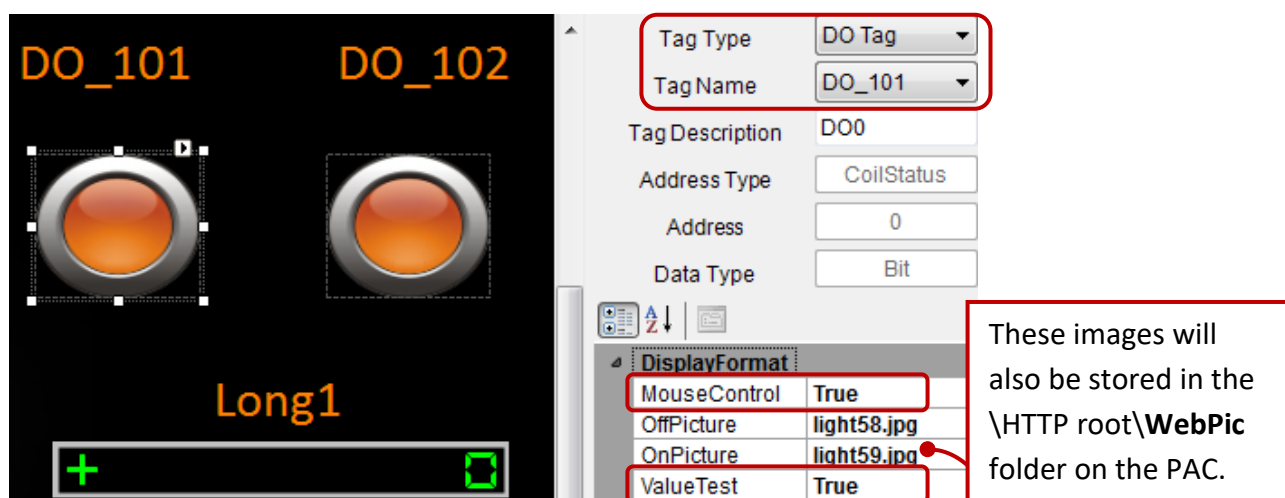 DO_101 DO_102
Long1
+ 0
Tag Type DO Tag
Tag Name DO_101
Tag Description DO0
Address Type CoilStatus
Address 0
Data Type Bit
A
Z
DisplayFormat
MouseControl True
OffPicture light58.jpg
OnPicture light59.jpg
ValueTest True
These images will
also be stored in the
\HTTP root\WebPic
folder on the PAC.